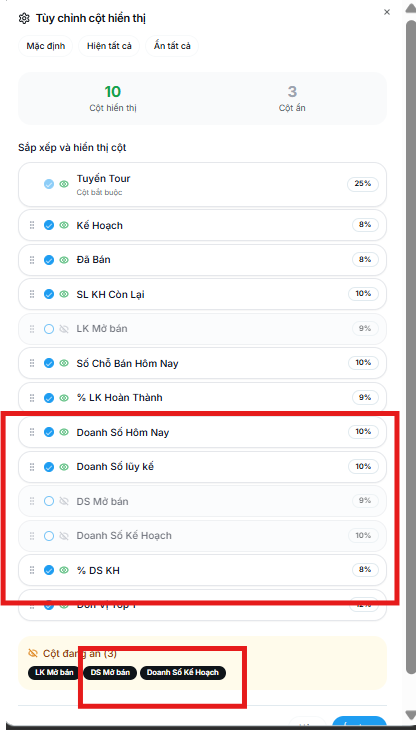 Tùy chỉnh cột hiển thị
Mặc định Hiện tất cả Ẩn tất cả
10 3
Cột hiển thị Cột ẩn
Sắp xếp và hiển thị cột
Tuyến Tour 25%
Cột bắt buộc
Kế Hoạch 8%
Đã Bán 8%
SL KH Còn Lại 10%
LK Mở bán 9%
Số Chỗ Bán Hôm Nay 10%
% LK Hoàn Thành 9%
Doanh Số Hôm Nay 10%
Doanh Số lũy kế 10%
DS Mở bán 9%
Doanh Số Kế Hoạch 10%
% DS KH 8%
Đơn Vị Top 1 12%
Cột đang ẩn (3)
LK Mở bán DS Mở bán Doanh Số Kế Hoạch